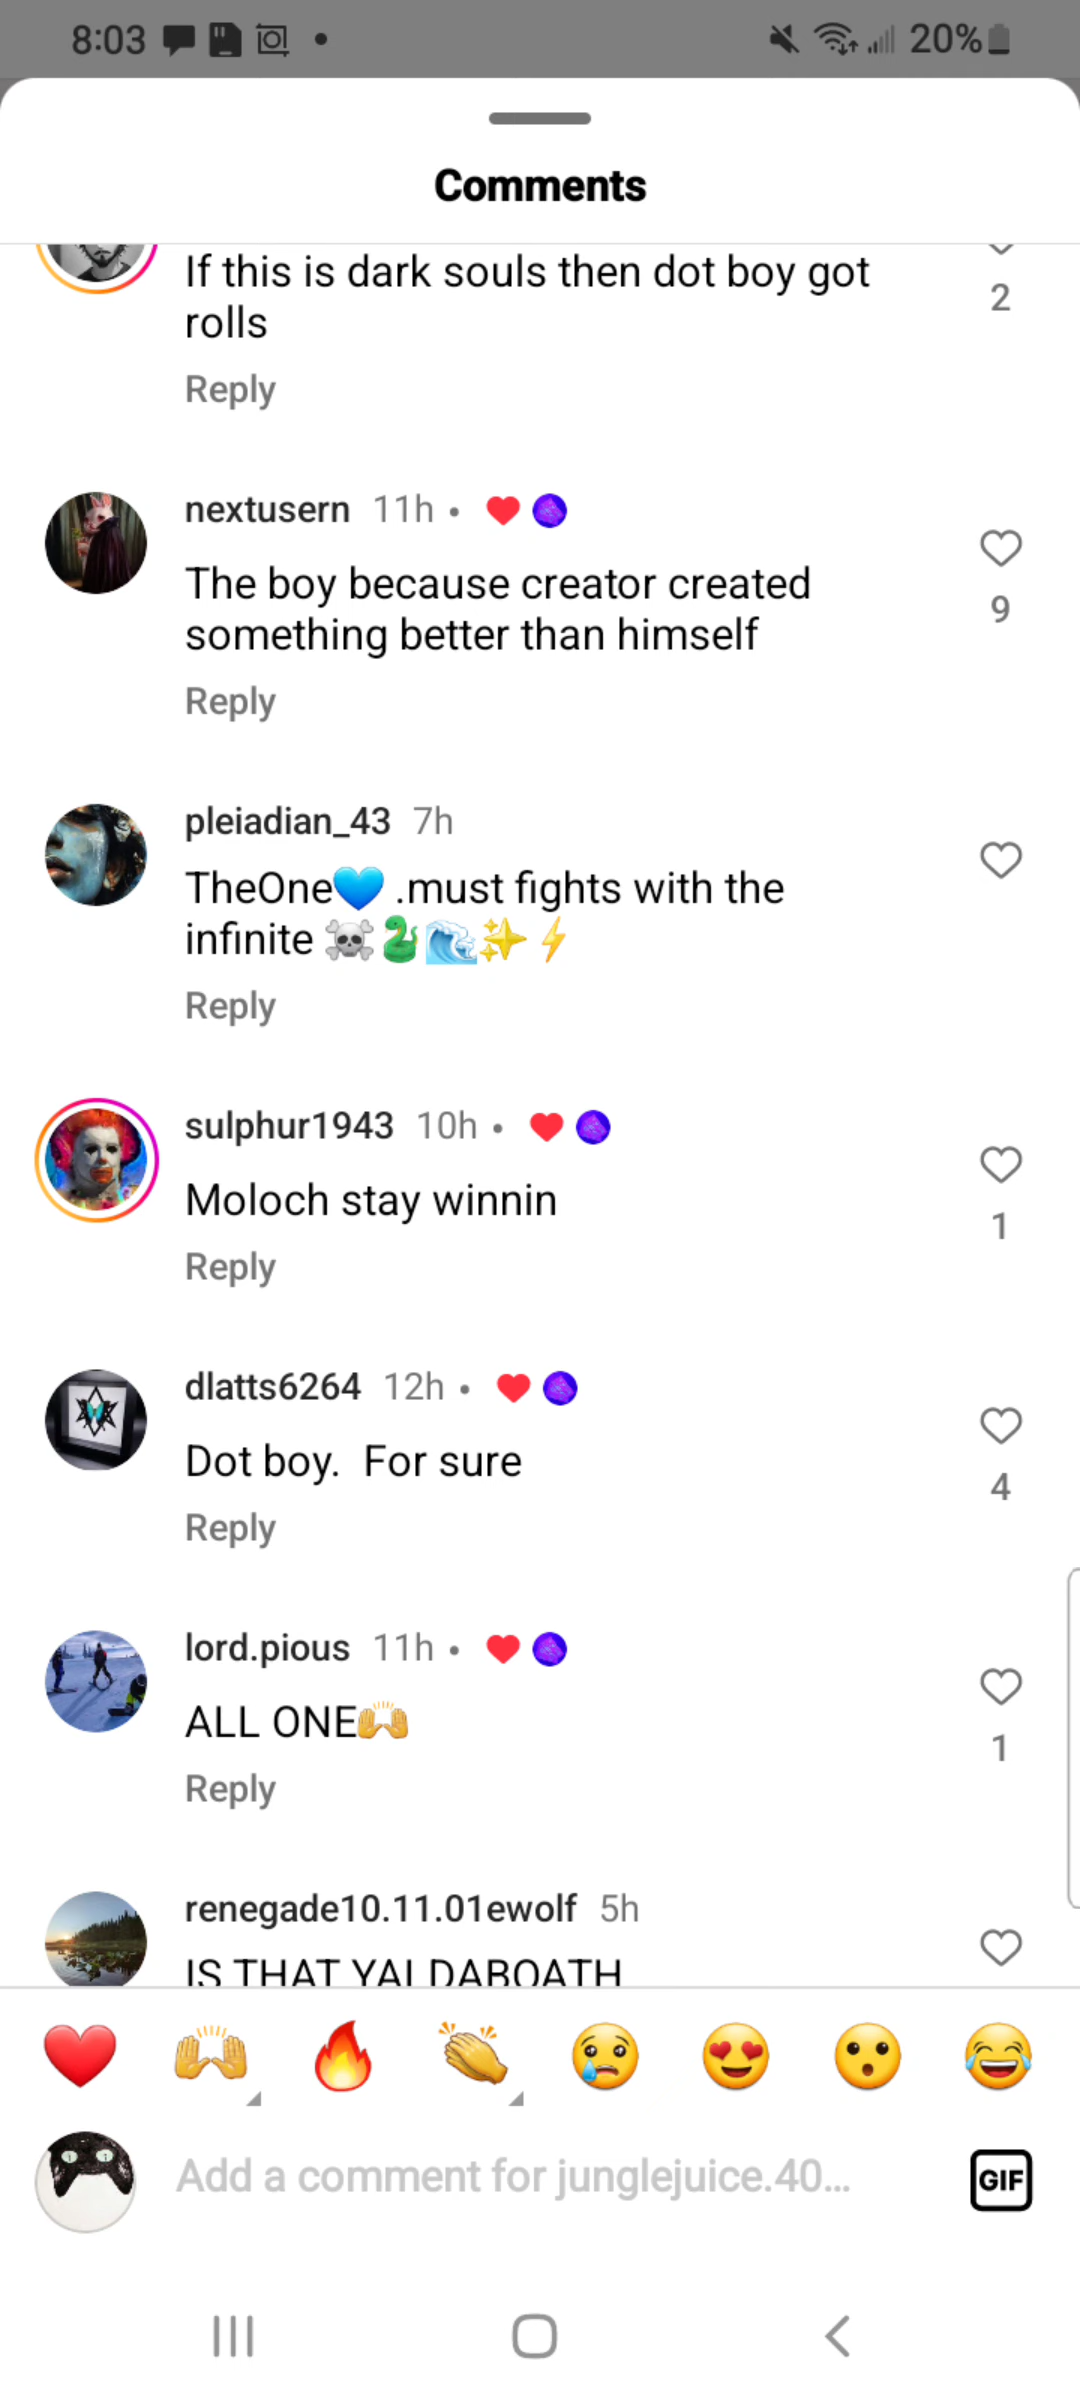 8:03
20%
Comments
If this is dark souls then dot boy got
rolls
2
Reply
nextusern 11h •
The boy because creator created
something better than himself
9
Reply
pleiadian_43 7h
TheOne💙 .must fights with the
infinite ☠️🐍🌊✨⚡
Reply
sulphur1943 10h •
Moloch stay winnin
1
Reply
dlatts6264 12h •
Dot boy.  For sure
4
Reply
lord.pious 11h •
ALL ONE🙌
1
Reply
renegade10.11.01ewolf 5h
IS THAT YALDABOATH
Add a comment for junglejuice.40...
GIF